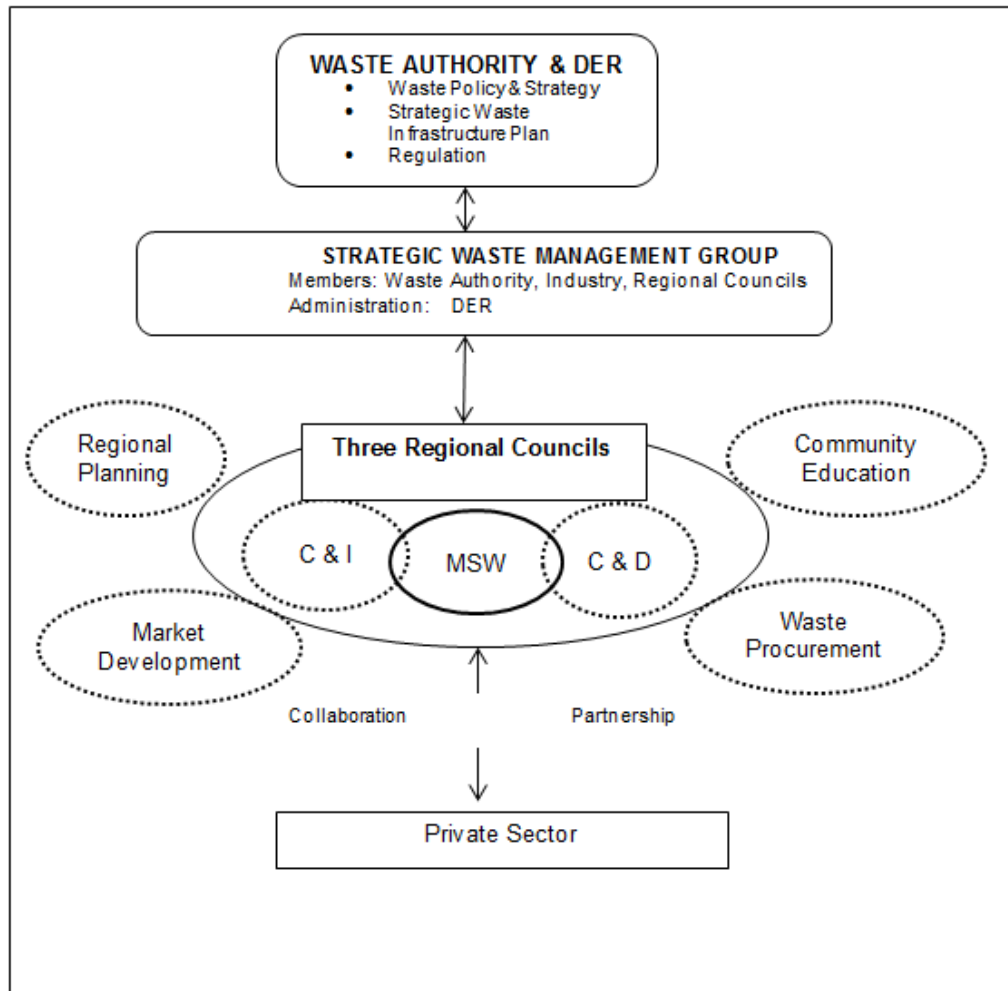 WASTE AUTHORITY & DER
• Waste Policy & Strategy
• Strategic Waste
Infrastructure Plan
• Regulation
STRATEGIC WASTE MANAGEMENT GROUP
Members: Waste Authority, Industry, Regional Councils
Administration: DER
Three Regional Councils
Regional
Planning
Community
Education
C & I
MSW
C & D
Market
Development
Waste
Procurement
Collaboration
Partnership
Private Sector